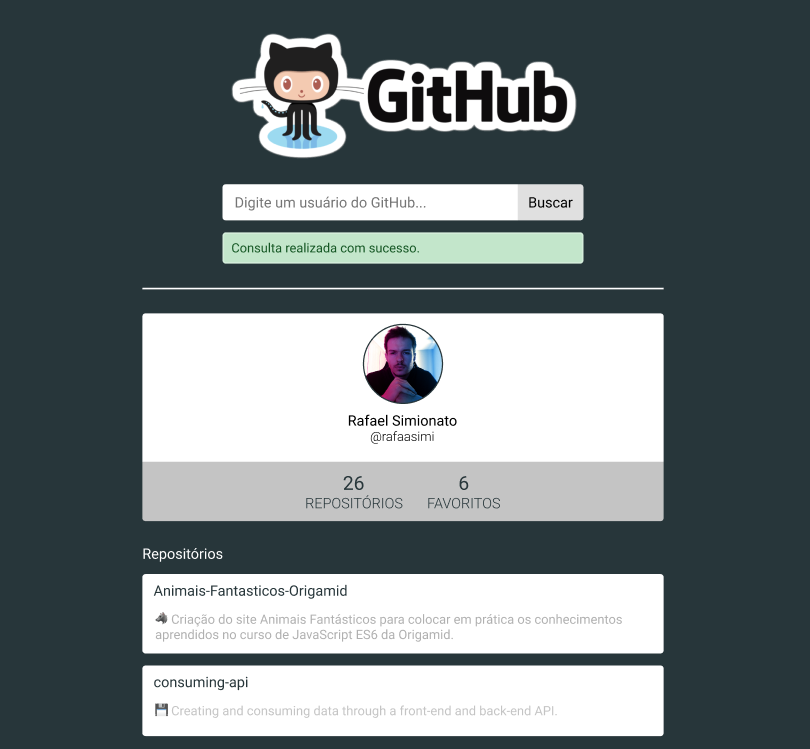 GitHub
Digite um usuário do GitHub...
Buscar
Consulta realizada com sucesso.
Rafael Simionato
@rafaasimi
26
6
REPOSITÓRIOS
FAVORITOS
Repositórios
Animais-Fantasticos-Origamid
🐺 Criação do site Animais Fantásticos para colocar em prática os conhecimentos
aprendidos no curso de JavaScript ES6 da Origamid.
consuming-api
💾 Creating and consuming data through a front-end and back-end API.